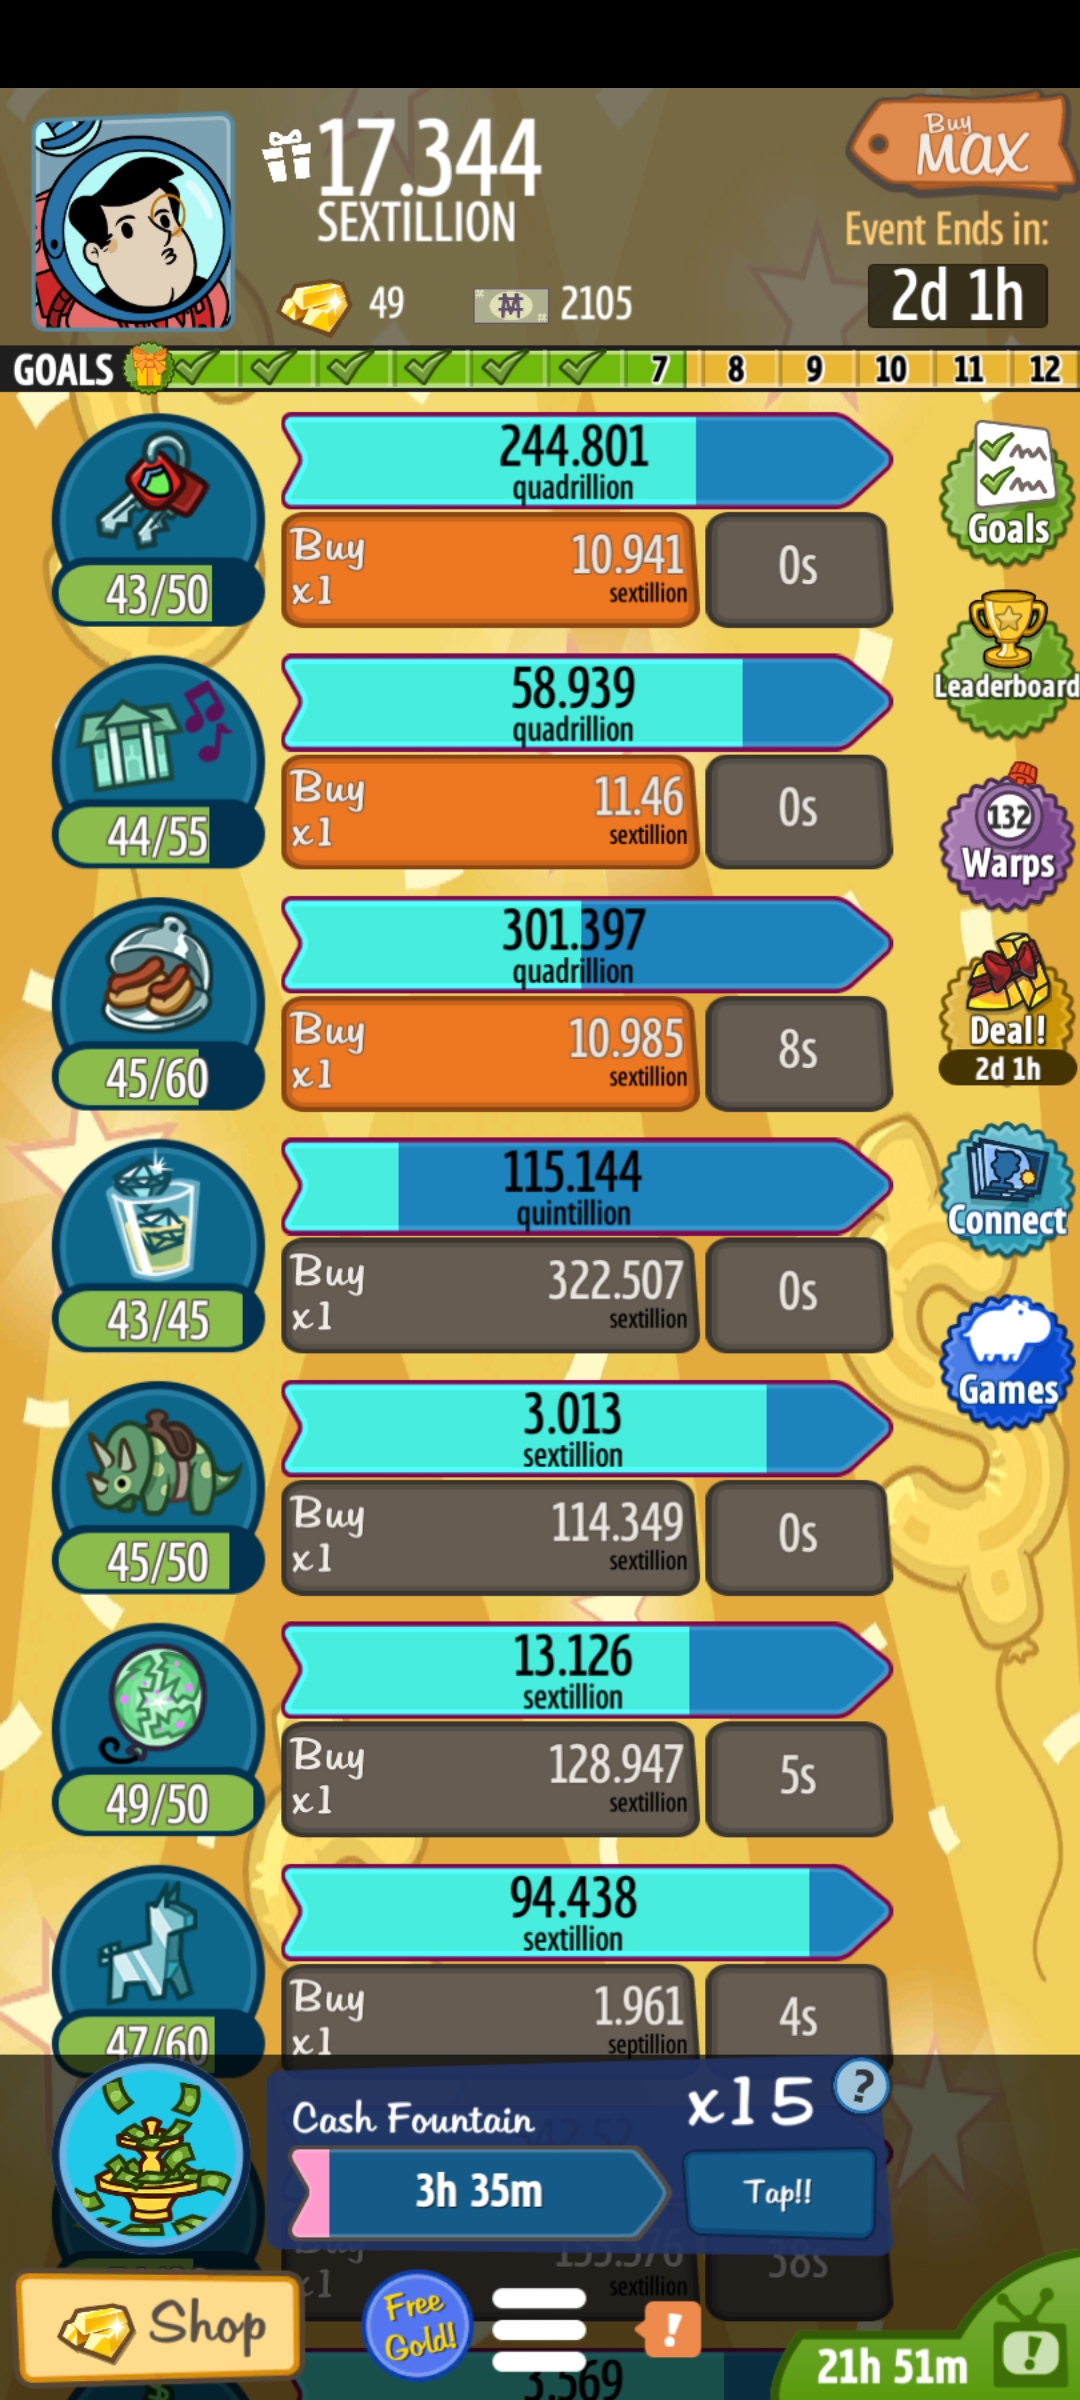 17.344
SEXTILLION
Buy
MAX
Event Ends in:
2d 1h
49
2105
GOALS
7
8
9
10
11
12
244.801
quadrillion
Buy
x1
10.941
sextillion
0s
43/50
Goals
58.939
quadrillion
Buy
x1
11.46
sextillion
0s
44/55
Leaderboard
132
Warps
301.397
quadrillion
Buy
x1
10.985
sextillion
8s
45/60
Deal!
2d 1h
115.144
quintillion
Buy
x1
322.507
sextillion
0s
43/45
Connect
3.013
sextillion
Buy
x1
114.349
sextillion
0s
45/50
Games
13.126
sextillion
Buy
x1
128.947
sextillion
5s
49/50
94.438
sextillion
Buy
x1
1.961
septillion
4s
47/60
Cash Fountain
x15
?
3h 35m
Tap!!
Buy
x1
sextillion
38s
Shop
Free
Gold!
!
21h 51m
!
3.569